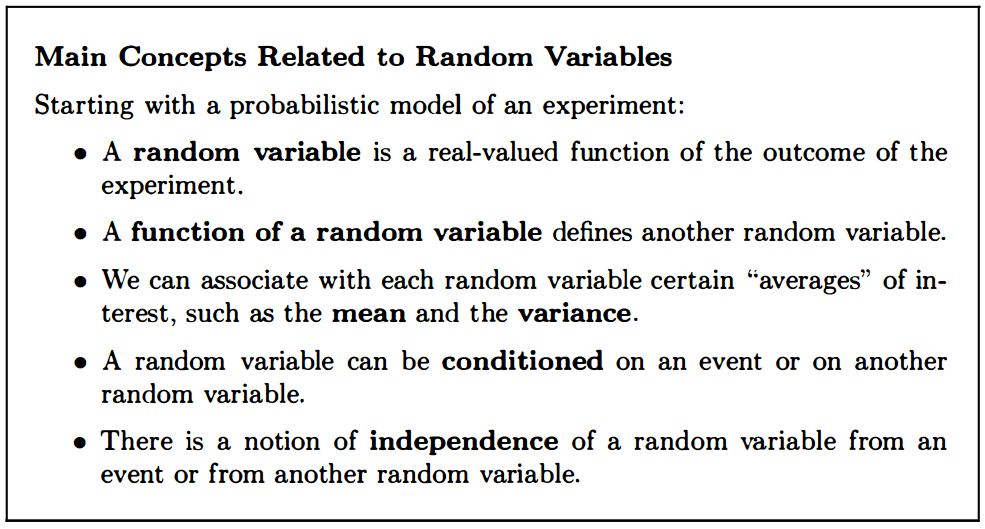 Main Concepts Related to Random Variables
Starting with a probabilistic model of an experiment:
• A random variable is a real-valued function of the outcome of the
experiment.
• A function of a random variable defines another random variable.
• We can associate with each random variable certain “averages” of in-
terest, such as the mean and the variance.
• A random variable can be conditioned on an event or on another
random variable.
• There is a notion of independence of a random variable from an
event or from another random variable.